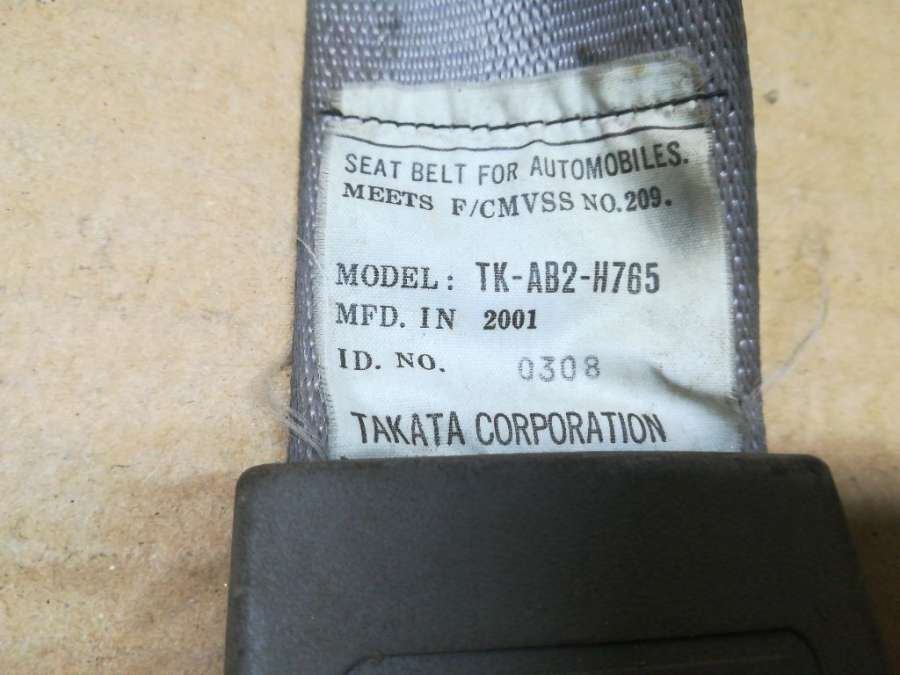 SEAT BELT FOR AUTOMOBILES.
MEETS F/CMVSS NO.209.
MODEL: TK-AB2-H765
MFD. IN 2001
ID. NO. 0308
TAKATA CORPORATION